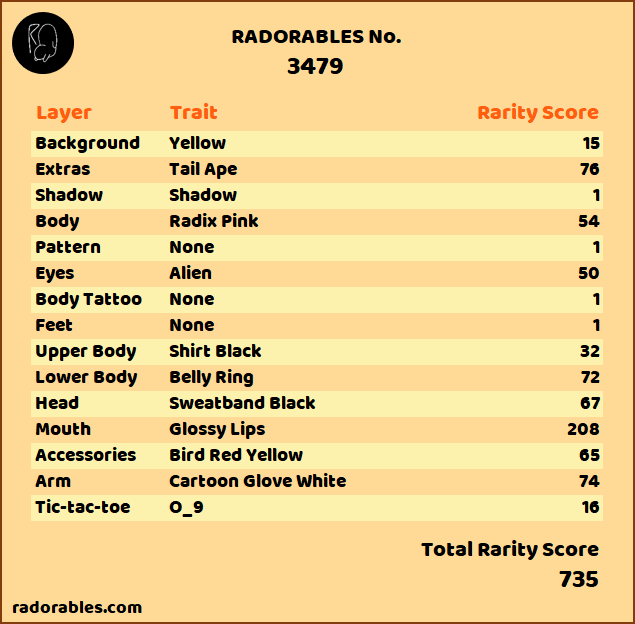 RADORABLES No.
3479
Layer Trait Rarity Score
Background Yellow 15
Extras Tail Ape 76
Shadow Shadow 1
Body Radix Pink 54
Pattern None 1
Eyes Alien 50
Body Tattoo None 1
Feet None 1
Upper Body Shirt Black 32
Lower Body Belly Ring 72
Head Sweatband Black 67
Mouth Glossy Lips 208
Accessories Bird Red Yellow 65
Arm Cartoon Glove White 74
Tic-tac-toe O_9 16
Total Rarity Score
735
radorables.com